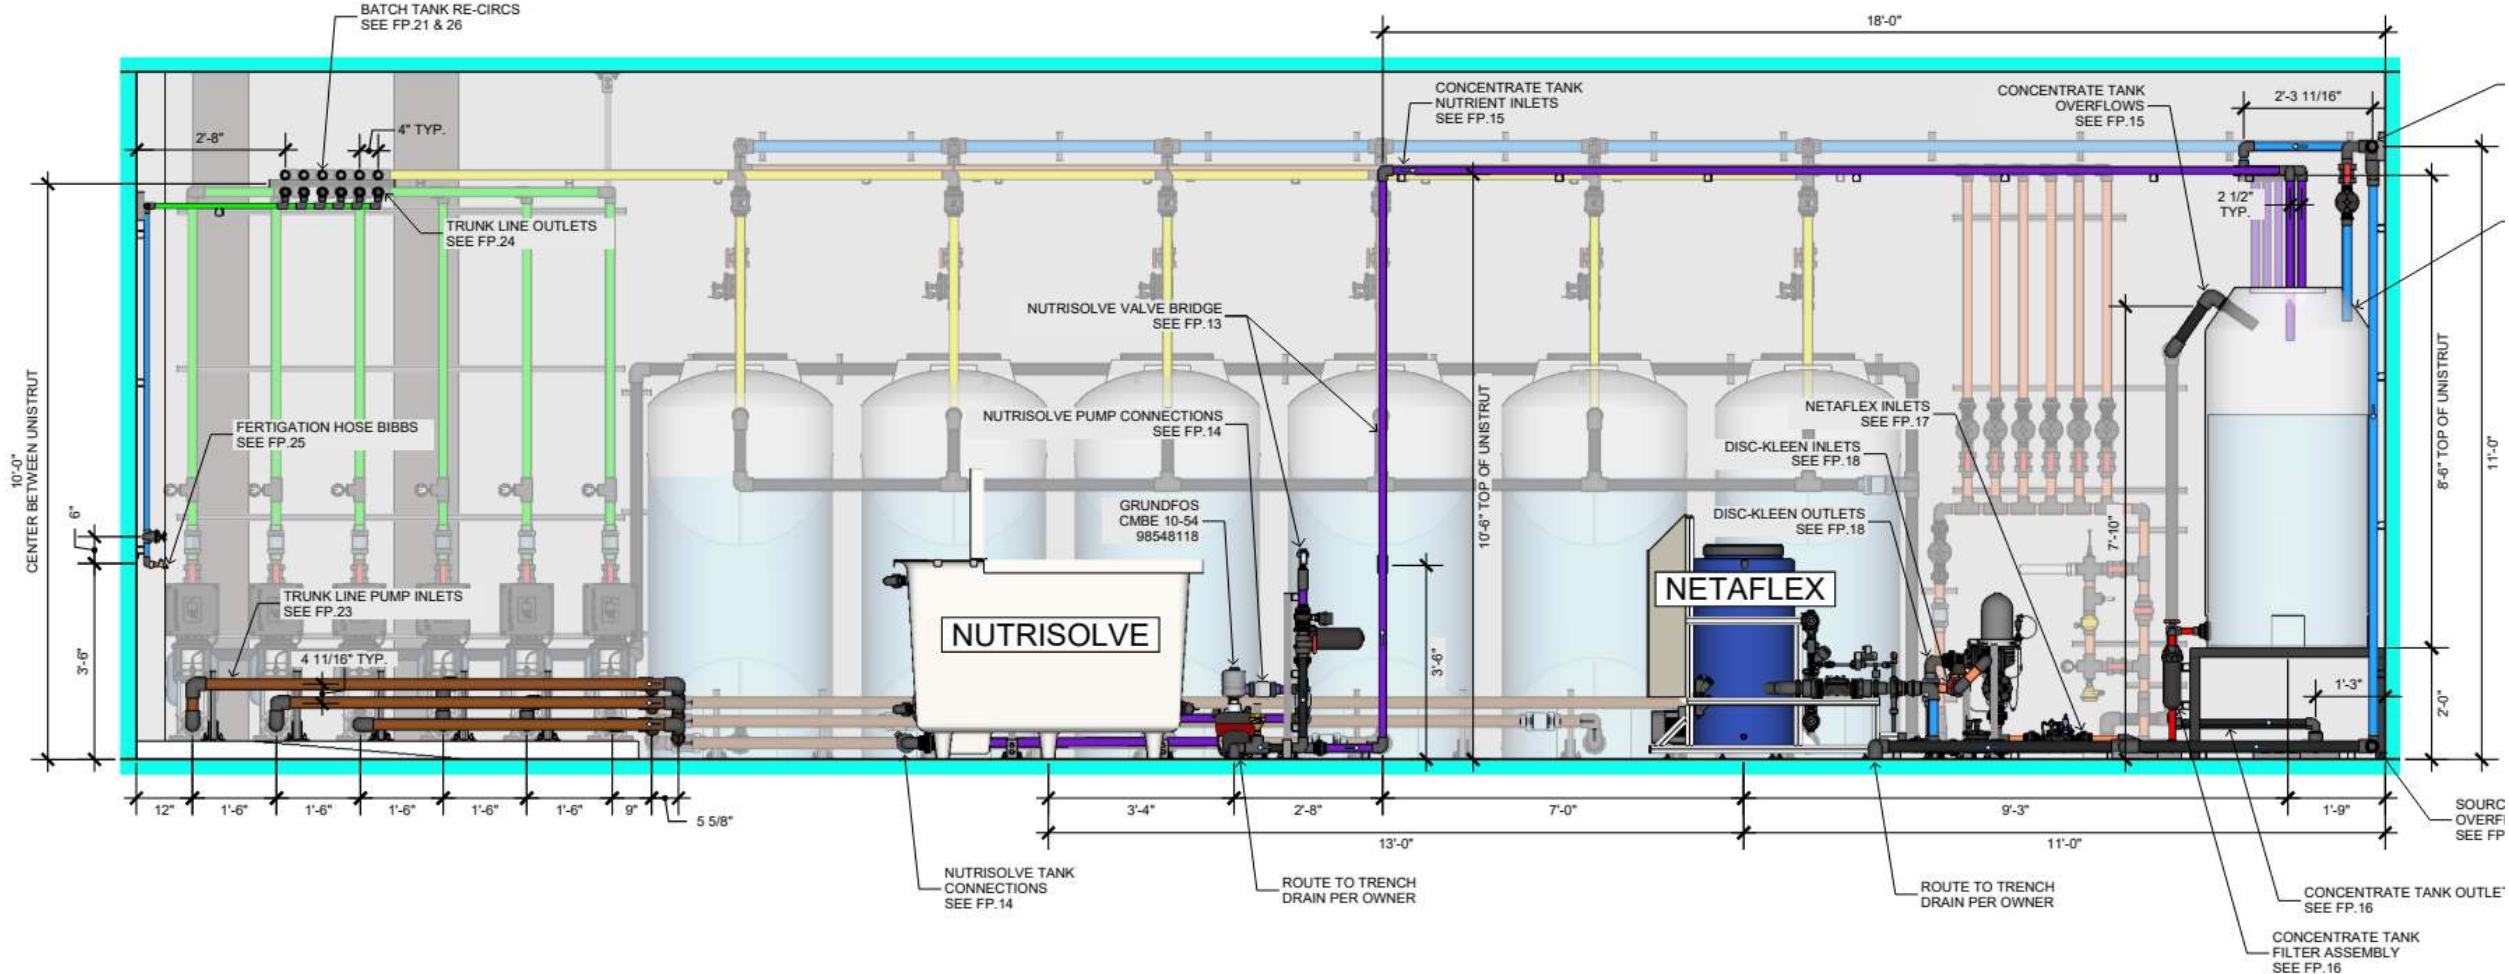 BATCH TANK RE-CIRCS
SEE FP.21 & 26
18'-0"
CONCENTRATE TANK
NUTRIENT INLETS
SEE FP.15
CONCENTRATE TANK
OVERFLOWS
SEE FP.15
2'-3 11/16"
2'-8"
4" TYP.
TRUNK LINE OUTLETS
SEE FP.24
2 1/2"
TYP.
NUTRISOLVE VALVE BRIDGE
SEE FP.13
10'-0"
CENTER BETWEEN UNISTRUT
FERTIGATION HOSE BIBBS
SEE FP.25
NUTRISOLVE PUMP CONNECTIONS
SEE FP.14
10'-6" TOP OF UNISTRUT
NETAFLEX INLETS
SEE FP.17
8'-6" TOP OF UNISTRUT
11'-0"
DISC-KLEEN INLETS
SEE FP.18
6"
GRUNDFOS
CMBE 10-54
98548118
DISC-KLEEN OUTLETS
SEE FP.18
7'-10"
TRUNK LINE PUMP INLETS
SEE FP.23
NETAFLEX
NUTRISOLVE
3'-6"
4 11/16" TYP.
3'-6"
1'-3"
2'-0"
12"
1'-6"
1'-6"
1'-6"
1'-6"
1'-6"
9"
5 5/8"
3'-4"
2'-8"
7'-0"
9'-3"
1'-9"
13'-0"
11'-0"
SOURC
OVERF
SEE FP
NUTRISOLVE TANK
CONNECTIONS
SEE FP.14
ROUTE TO TRENCH
DRAIN PER OWNER
ROUTE TO TRENCH
DRAIN PER OWNER
CONCENTRATE TANK OUTLE
SEE FP.16
CONCENTRATE TANK
FILTER ASSEMBLY
SEE FP.16